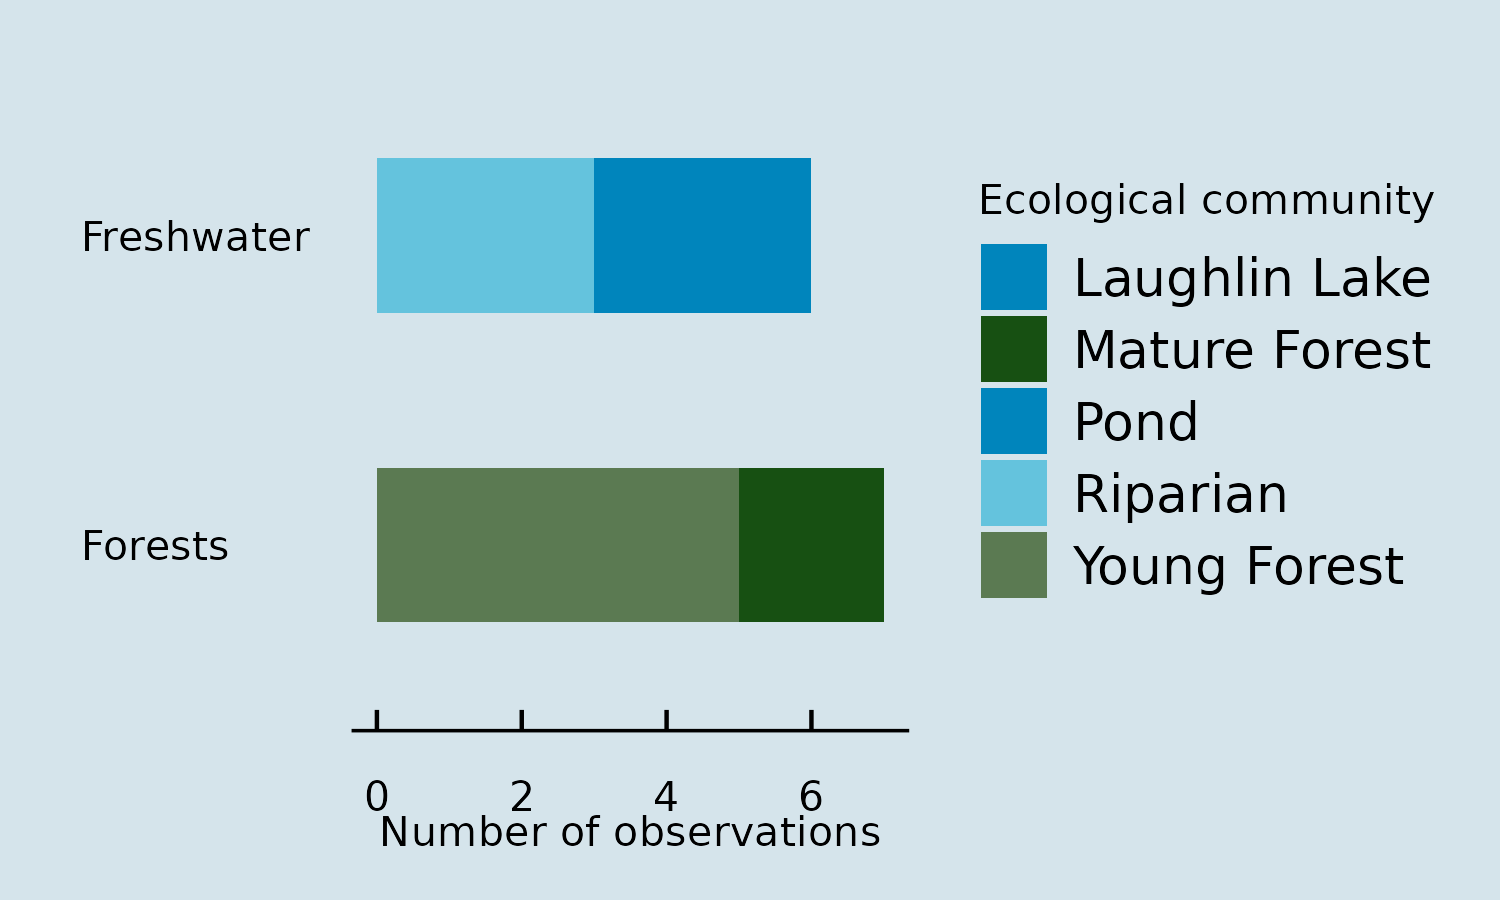 Freshwater
Forests
0 2 4 6
Number of observations
Ecological community
Laughlin Lake
Mature Forest
Pond
Riparian
Young Forest